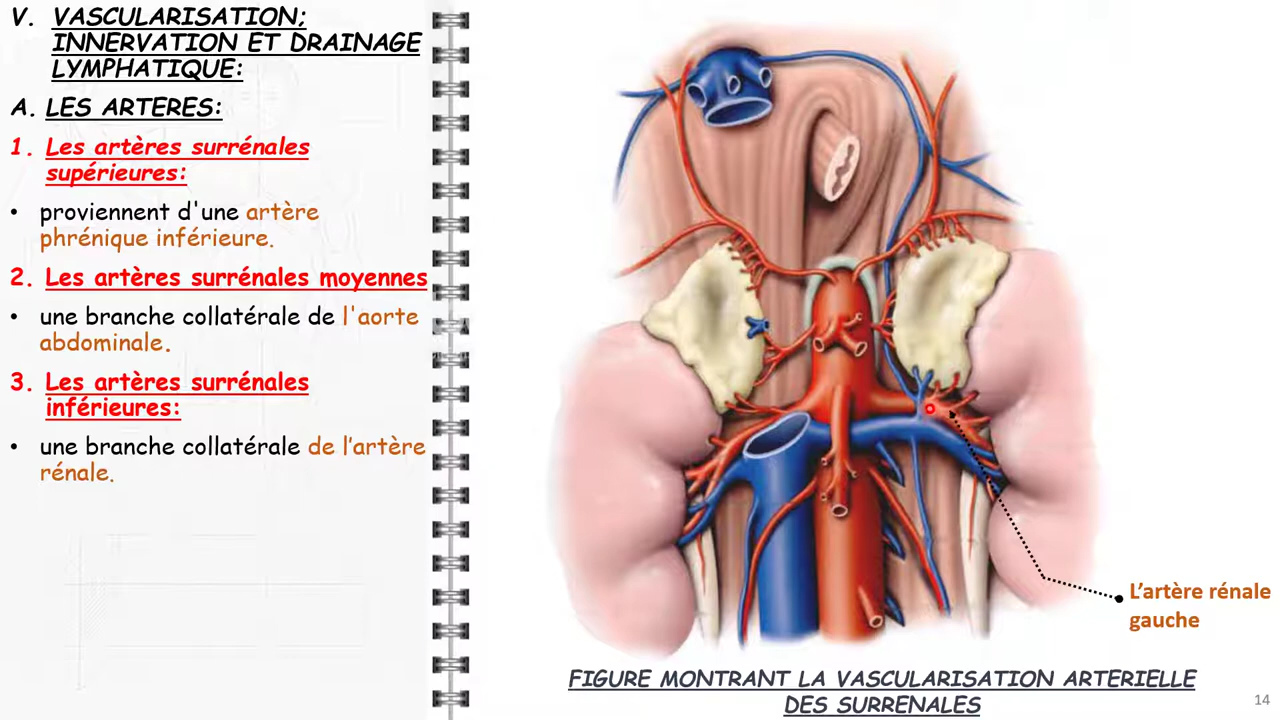 V. VASCULARISATION;
INNERVATION ET DRAINAGE
LYMPHATIQUE:
A. LES ARTERES:
1. Les artères surrénales
supérieures:
• proviennent d'une artère
phrénique inférieure.
2. Les artères surrénales moyennes
• une branche collatérale de l'aorte
abdominale.
3. Les artères surrénales
inférieures:
• une branche collatérale de l’artère
rénale.
L’artère rénale
gauche
FIGURE MONTRANT LA VASCULARISATION ARTERIELLE
DES SURRENALES
14